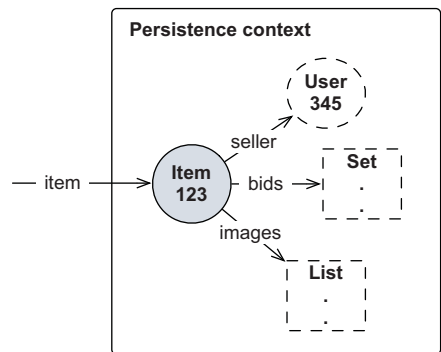 Persistence context
User
345
seller
item
Item
123
bids
Set
.
.
images
List
.
.